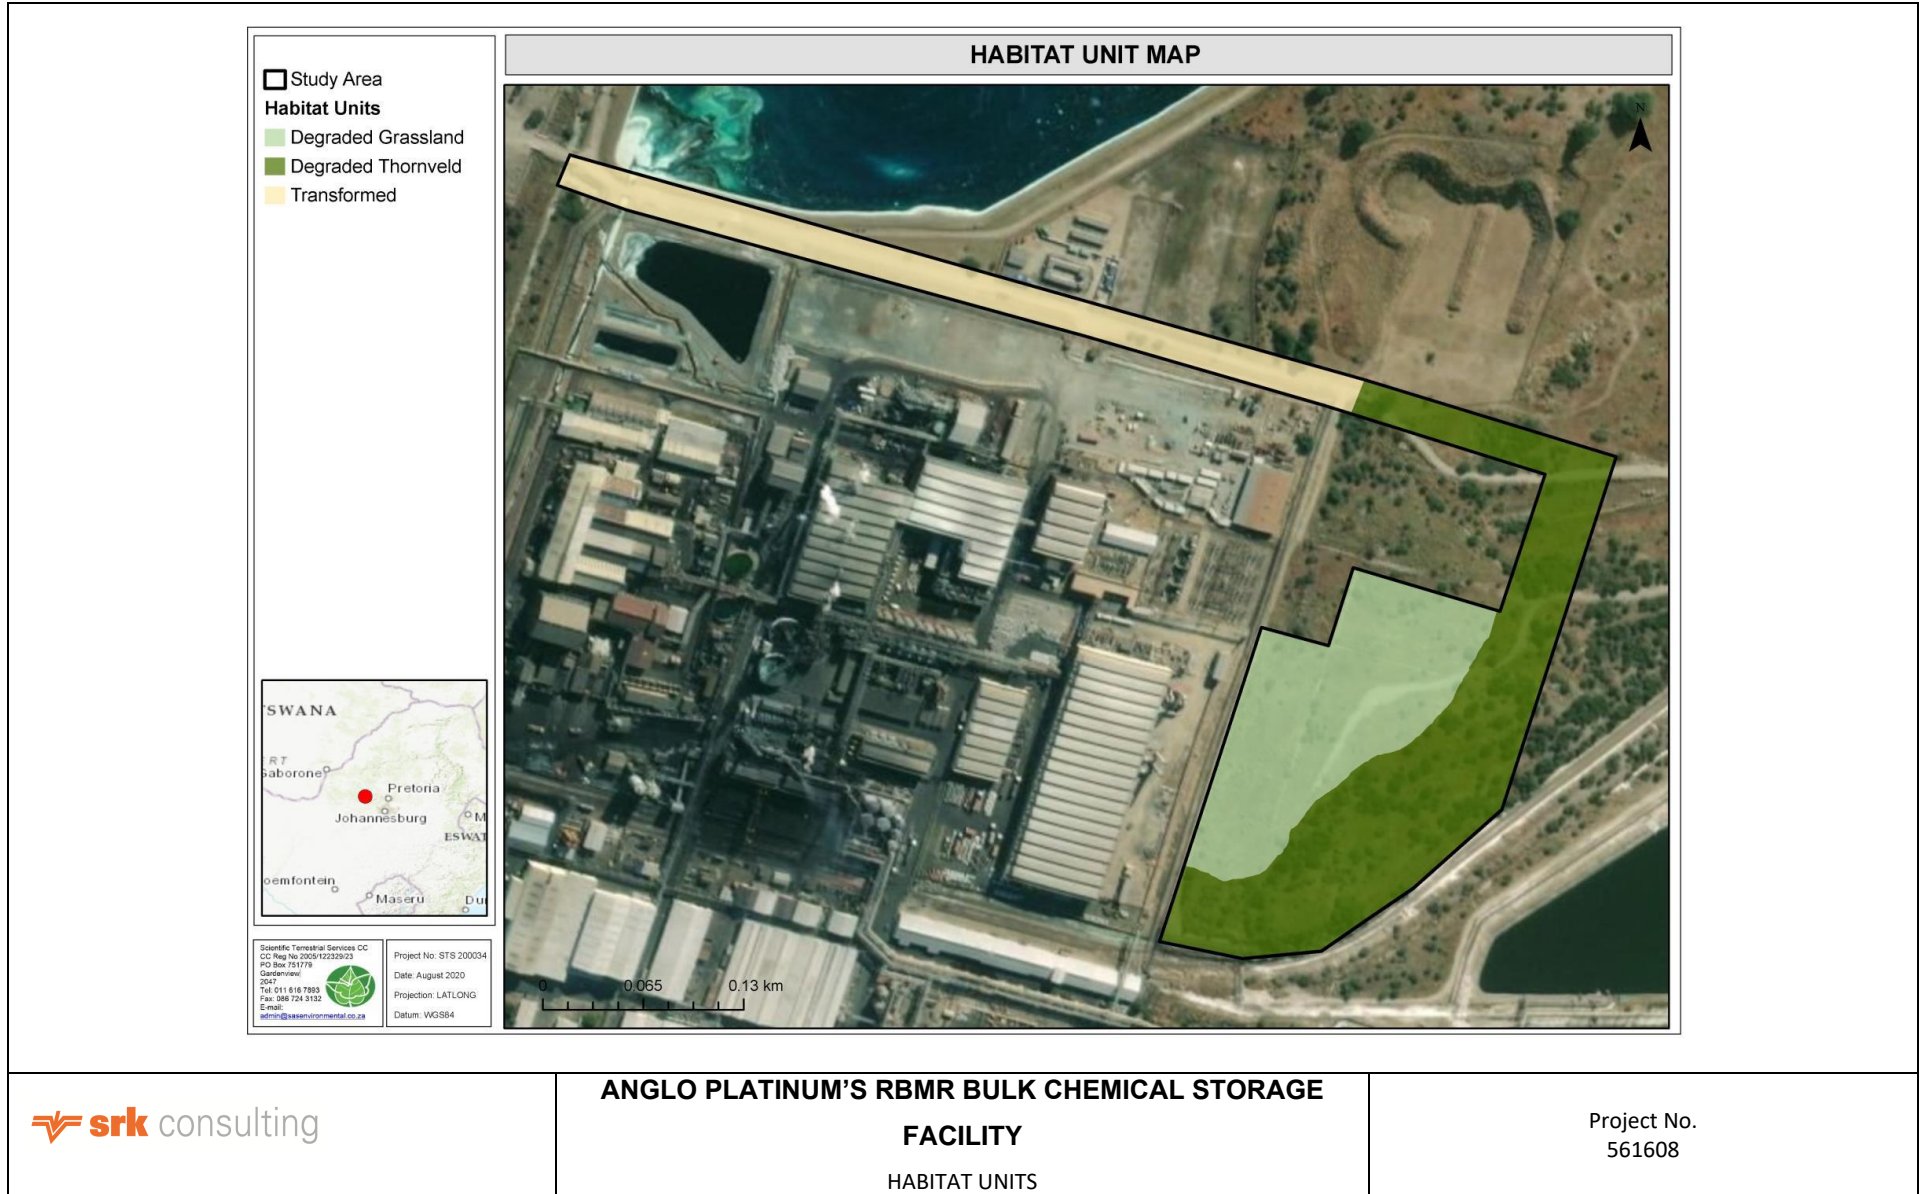 HABITAT UNIT MAP
Study Area
Habitat Units
Degraded Grassland
Degraded Thornveld
Transformed
N
SWANA
RT
Gaborone
Pretoria
Johannesburg
M
ESWAT
oemfontein
Maseru
Du
Scientific Terrestrial Services CC
CC Reg No 2005/122329/23
PO Box 751779
Gardenview
2047
Tel: 011 616 7893
Fax: 086 724 3132
E-mail:
admin@sasenvironmental.co.za
Project No. STS 200034
Date: August 2020
Projection: LATLONG
Datum: WGS84
0 0.065 0.13 km
srk consulting
ANGLO PLATINUM’S RBMR BULK CHEMICAL STORAGE
FACILITY
HABITAT UNITS
Project No.
561608